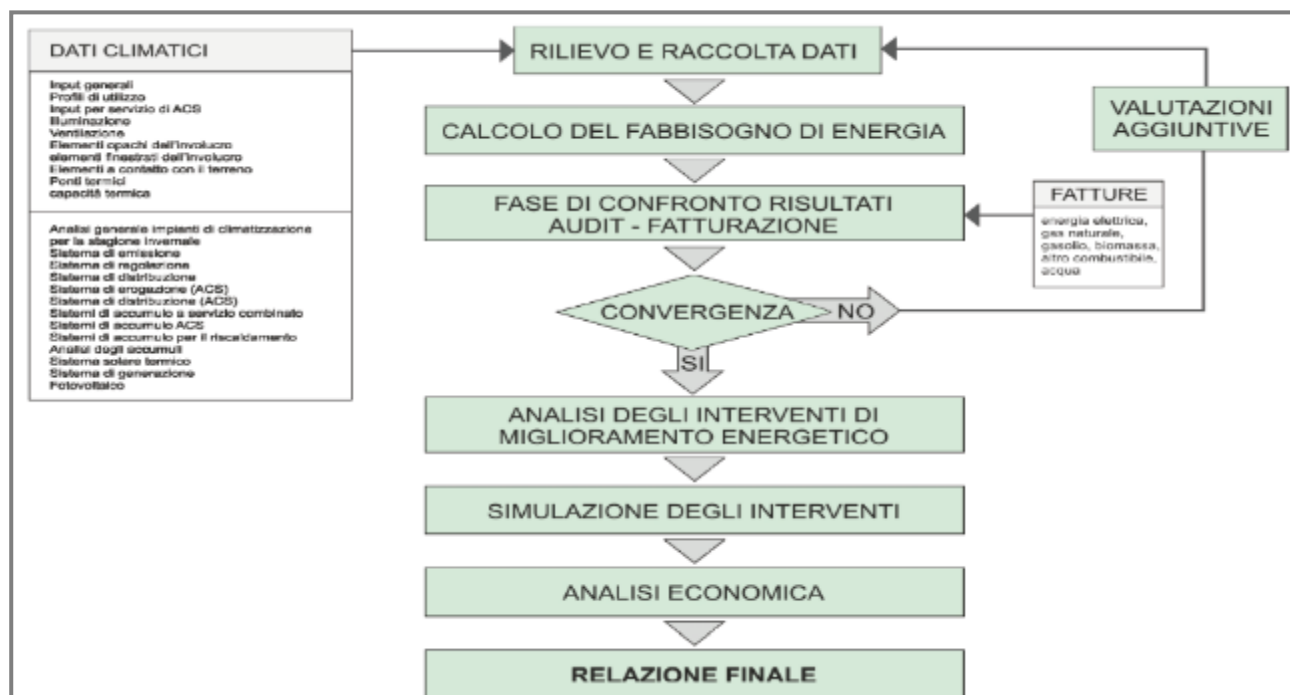 DATI CLIMATICI
Input generali
Profili di utilizzo
Input per servizio di ACS
Illuminazione
Ventilazione
Elementi opachi dell'involucro
elementi finestrati dell'involucro
Elementi a contatto con il terreno
Ponti termici
capacità termica
Analisi generale impianti di climatizzazione
per la stagione invernale
Sistema di emissione
Sistema di regolazione
Sistema di distribuzione
Sistema di erogazione (ACS)
Sistema di distribuzione (ACS)
Sistemi di accumulo a servizio combinato
Sistemi di accumulo ACS
Sistemi di accumulo per il riscaldamento
Analisi degli accumuli
Sistema solare termico
Sistema di generazione
Fotovoltaico
RILIEVO E RACCOLTA DATI
CALCOLO DEL FABBISOGNO DI ENERGIA
FASE DI CONFRONTO RISULTATI
AUDIT - FATTURAZIONE
CONVERGENZA
NO
SI
ANALISI DEGLI INTERVENTI DI
MIGLIORAMENTO ENERGETICO
SIMULAZIONE DEGLI INTERVENTI
ANALISI ECONOMICA
RELAZIONE FINALE
VALUTAZIONI
AGGIUNTIVE
FATTURE
energia elettrica,
gas naturale,
gasolio, biomassa,
altro combustibile,
acqua